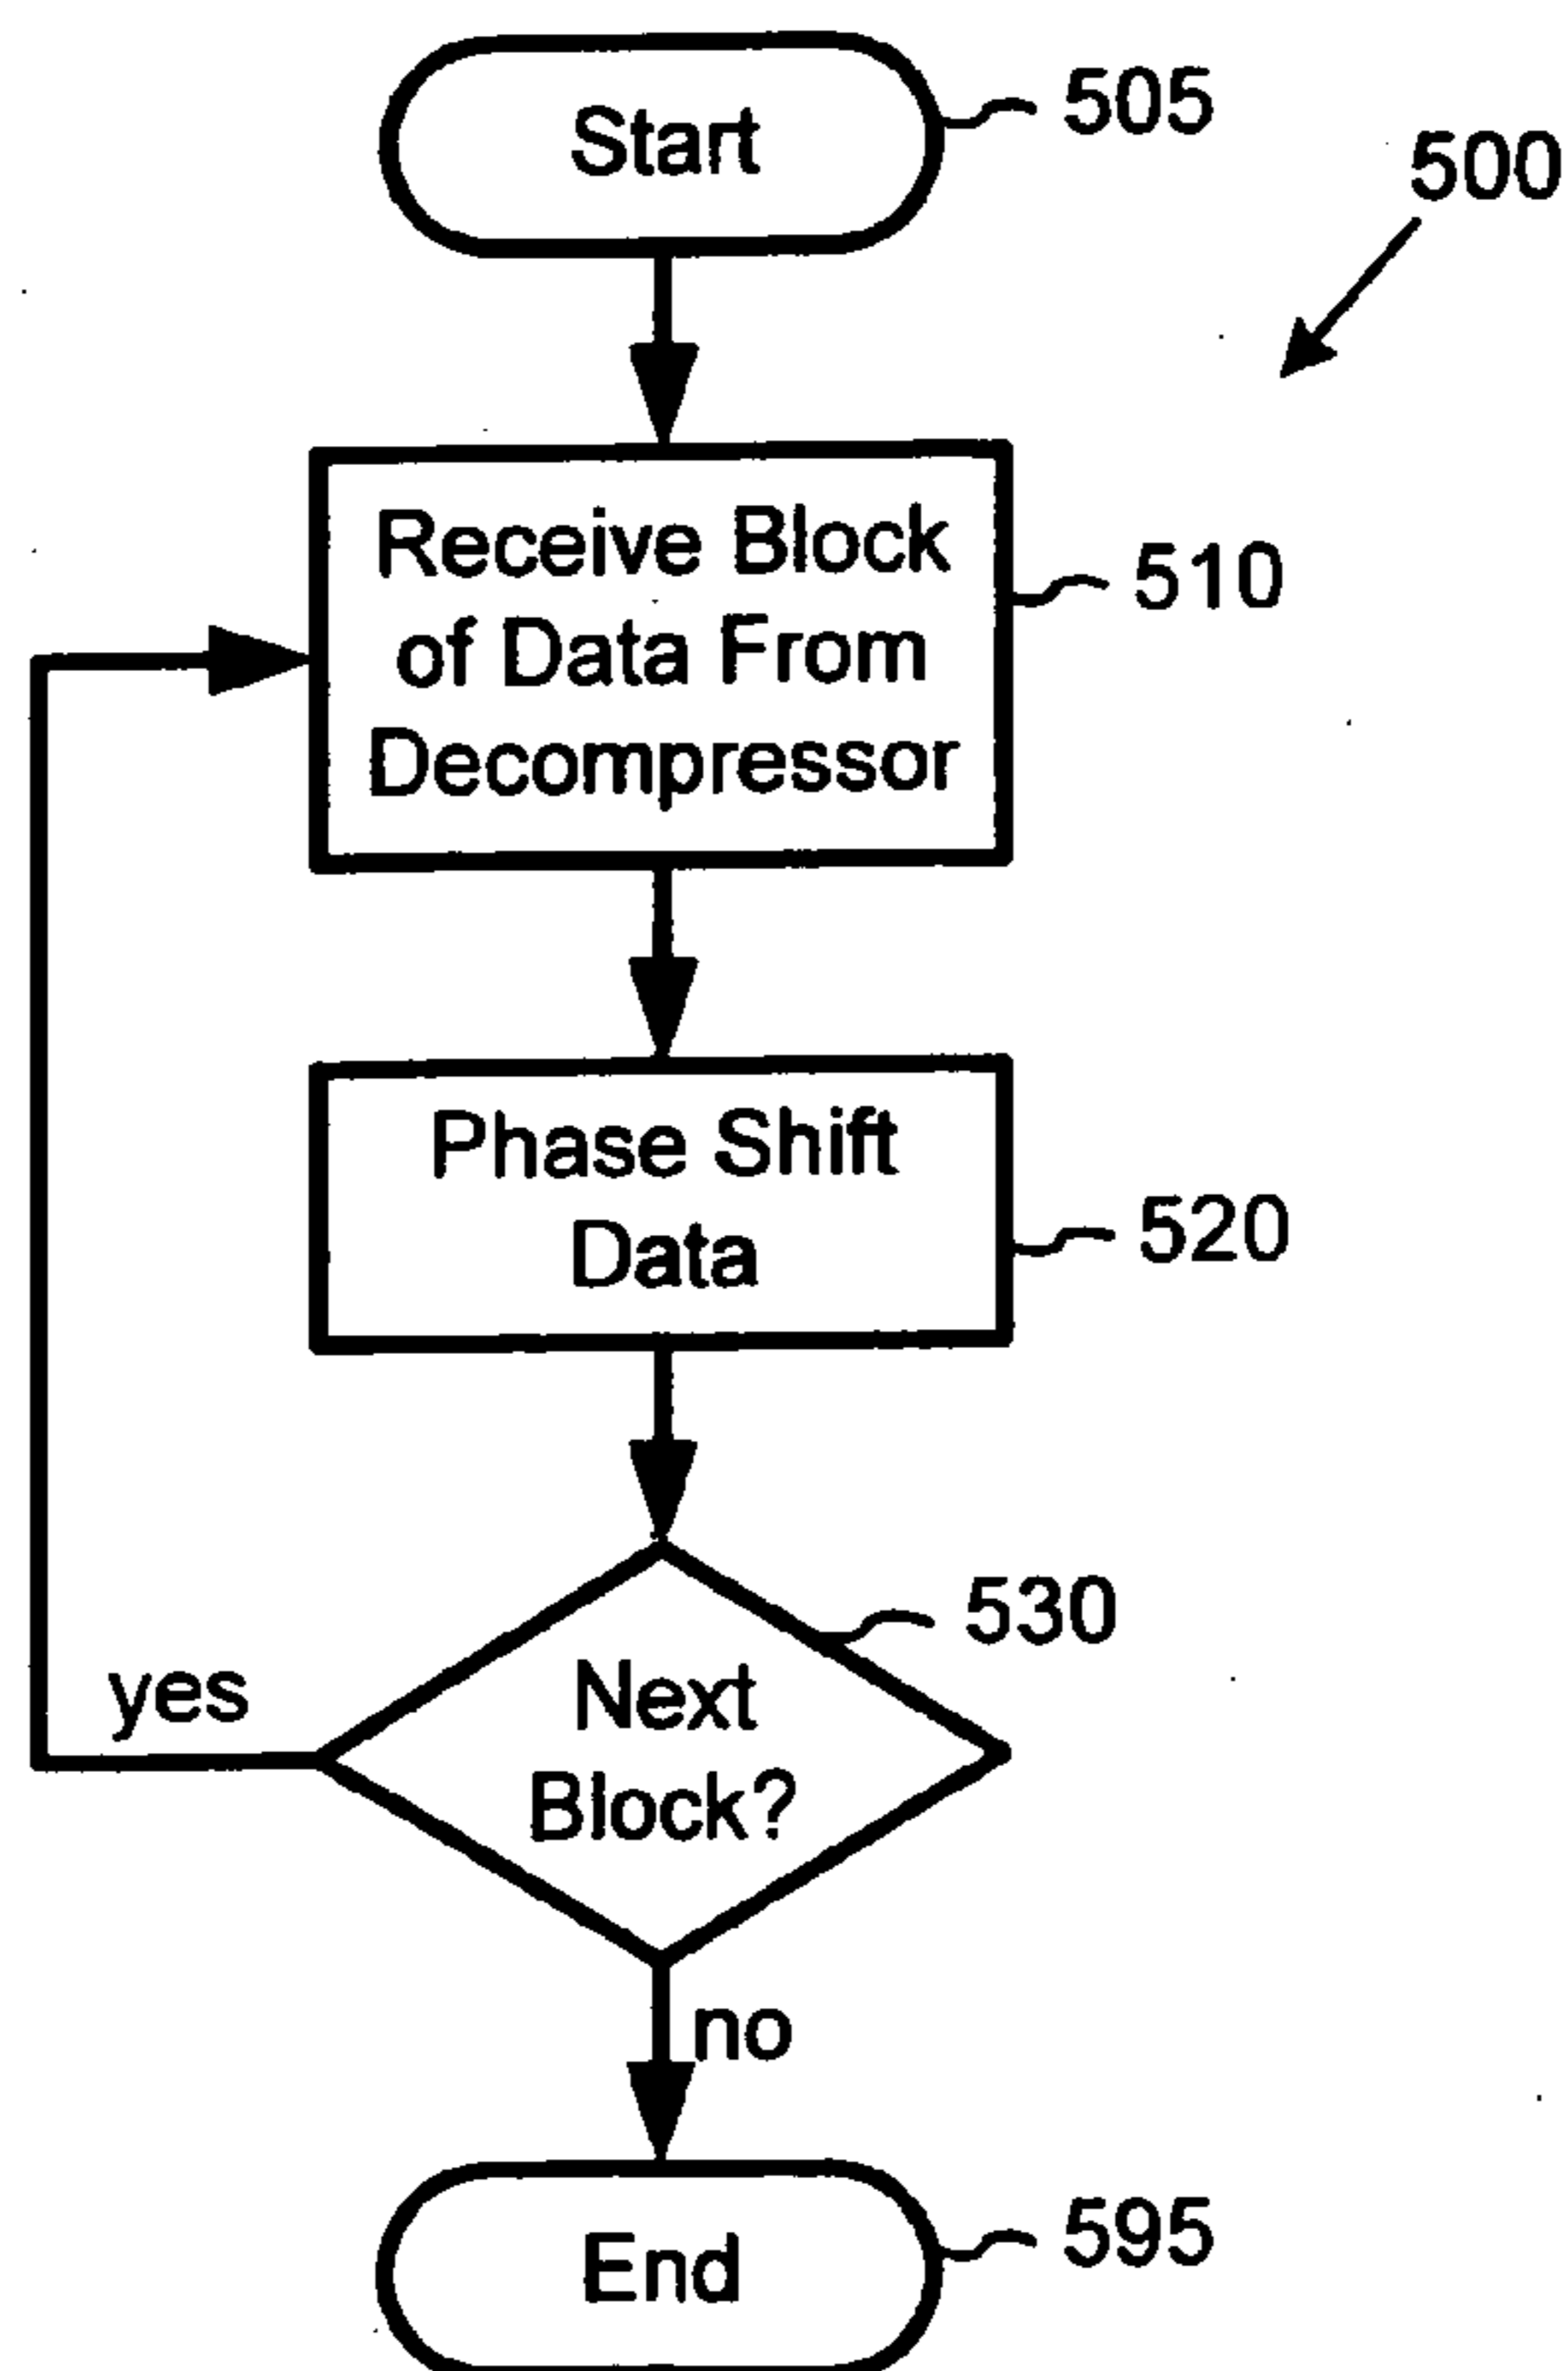 Start
505
500
Receive Block
of Data From
Decompressor
510
Phase Shift
Data
520
530
Next
Block?
yes
no
End
595